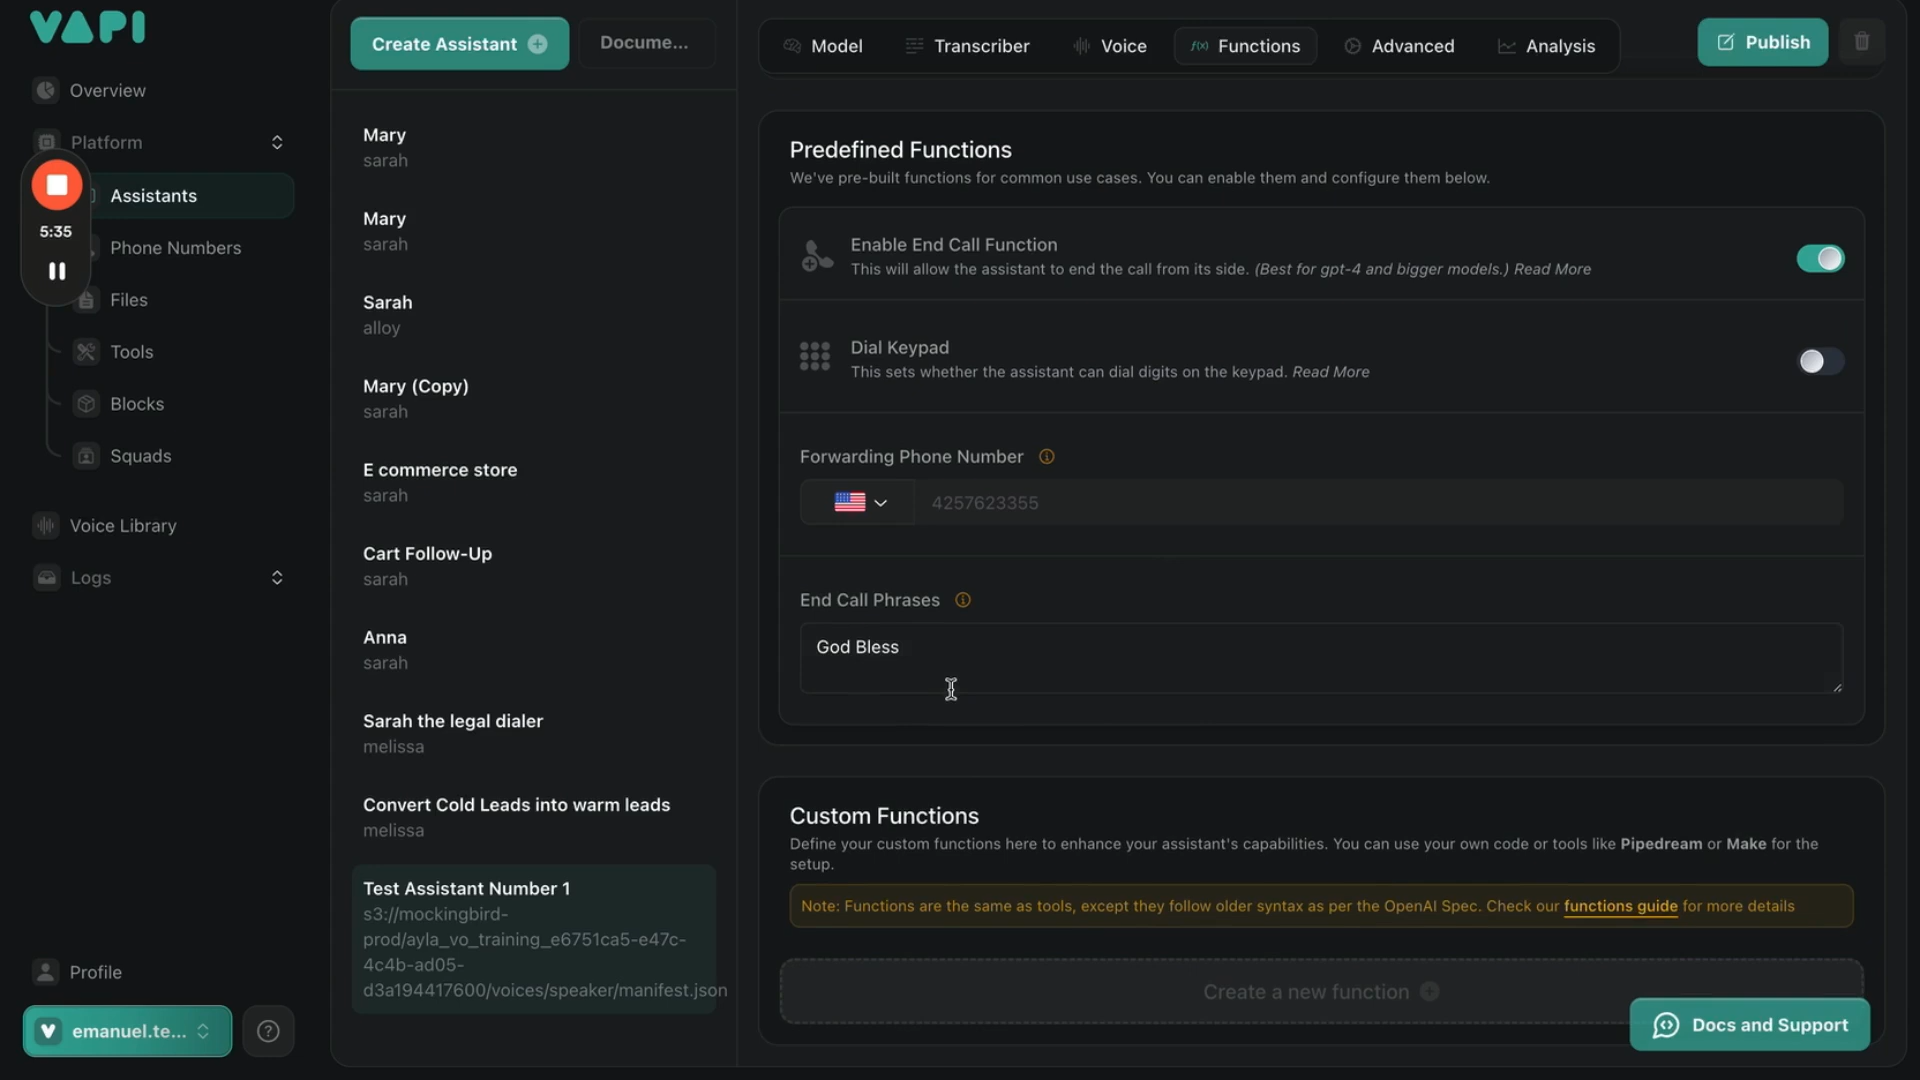 VAPI
Overview
Platform
5:35
Assistants
Phone Numbers
Files
Tools
Blocks
Squads
Voice Library
Logs
Profile
emanuel.te...
Create Assistant
Docume...
Mary
sarah
Mary
sarah
Sarah
alloy
Mary (Copy)
sarah
E commerce store
sarah
Cart Follow-Up
sarah
Anna
sarah
Sarah the legal dialer
melissa
Convert Cold Leads into warm leads
melissa
Test Assistant Number 1
s3://mockingbird-
prod/ayla_vo_training_e6751ca5-e47c-
4c4b-ad05-
d3a194417600/voices/speaker/manifest.json
Model
Transcriber
Voice
f(x) Functions
Advanced
Analysis
Publish
Predefined Functions
We've pre-built functions for common use cases. You can enable them and configure them below.
Enable End Call Function
This will allow the assistant to end the call from its side. (Best for gpt-4 and bigger models.) Read More
Dial Keypad
This sets whether the assistant can dial digits on the keypad. Read More
Forwarding Phone Number
4257623355
End Call Phrases
God Bless
Custom Functions
Define your custom functions here to enhance your assistant's capabilities. You can use your own code or tools like Pipedream or Make for the
setup.
Note: Functions are the same as tools, except they follow older syntax as per the OpenAI Spec. Check our functions guide for more details
Create a new function
Docs and Support